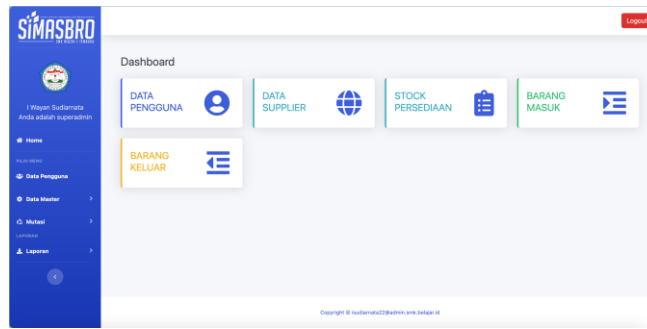 SIMASBRO
Logout
I Wayan Sudiarnata
Anda adalah superadmin
Home
PILIH MENU
Data Pengguna
Data Master
Mutasi
LAPORAN
Laporan
Dashboard
DATA
PENGGUNA
DATA
SUPPLIER
STOCK
PERSEDIAAN
BARANG
MASUK
BARANG
KELUAR
Copyright ©